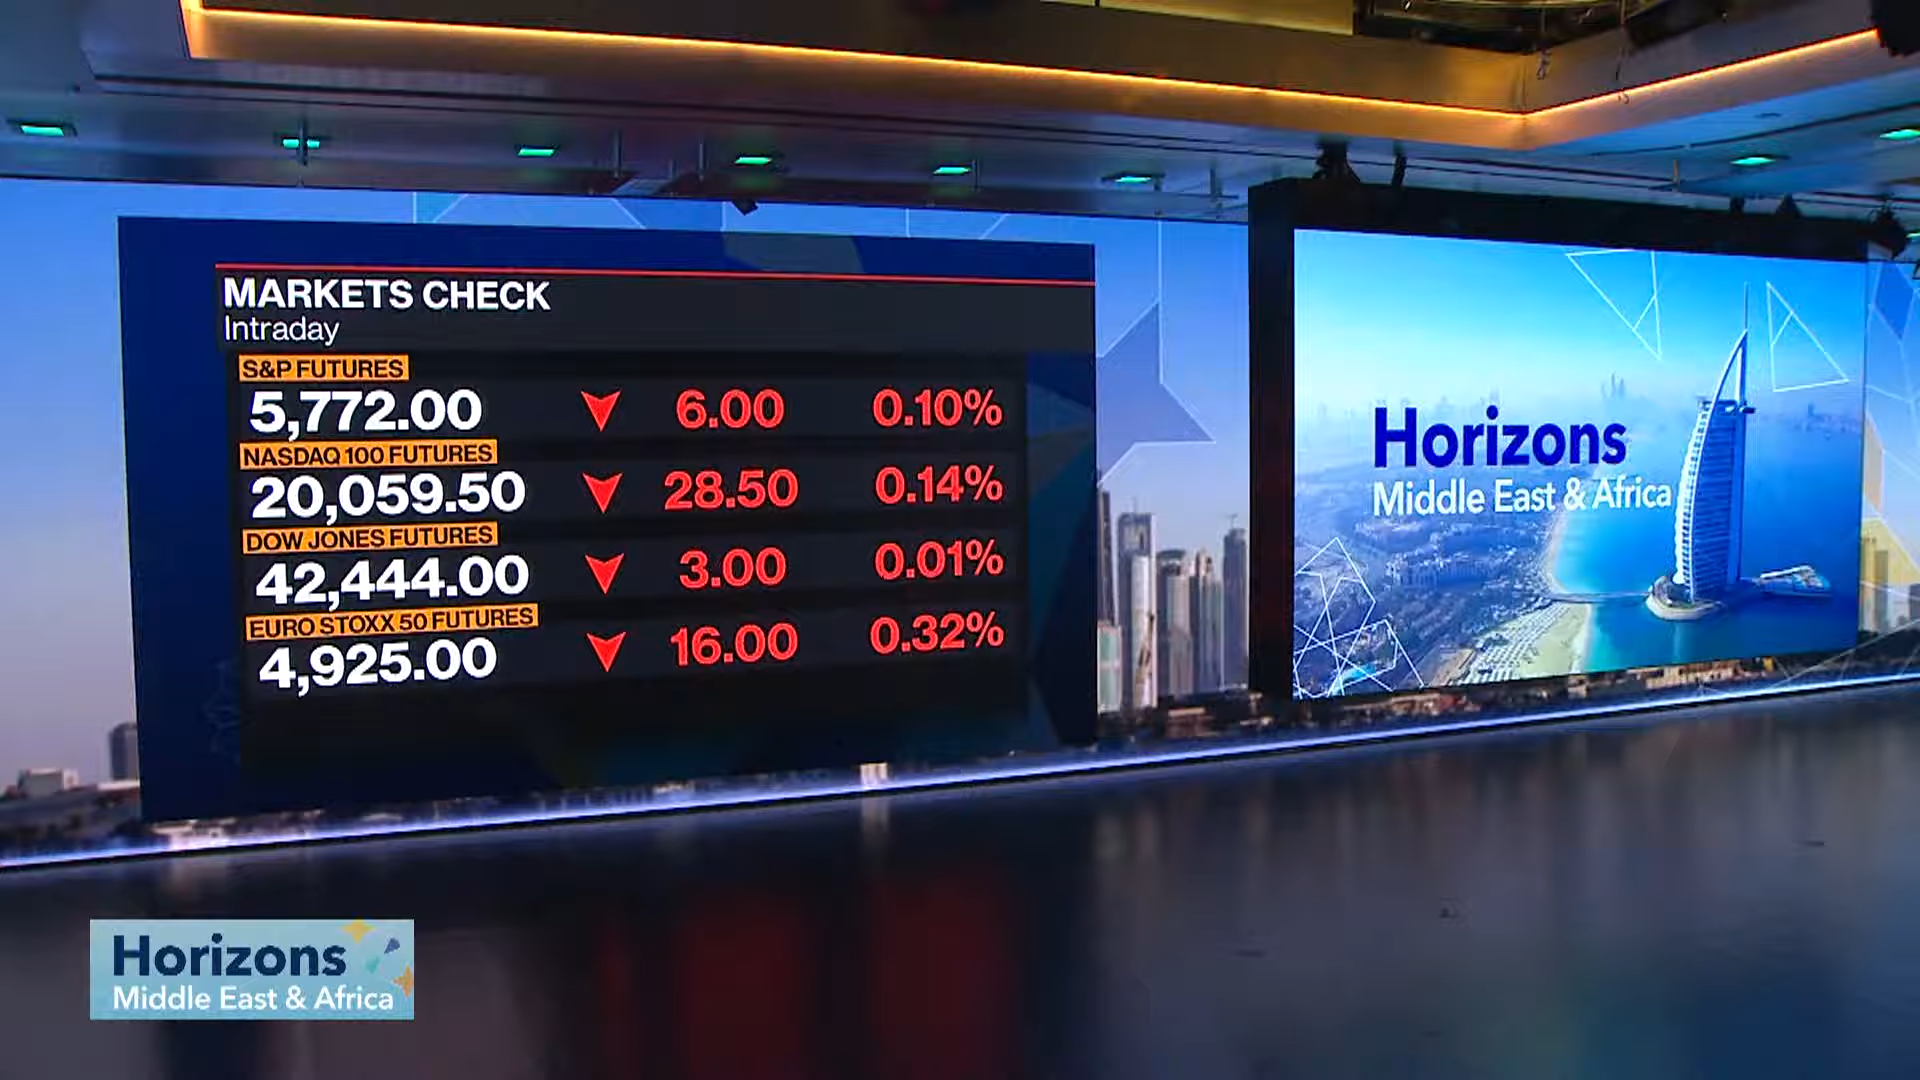 MARKETS CHECK
Intraday
S&P FUTURES
5,772.00 6.00 0.10%
NASDAQ 100 FUTURES
20,059.50 28.50 0.14%
DOW JONES FUTURES
42,444.00 3.00 0.01%
EURO STOXX 50 FUTURES
4,925.00 16.00 0.32%
Horizons
Middle East & Africa
Horizons
Middle East & Africa